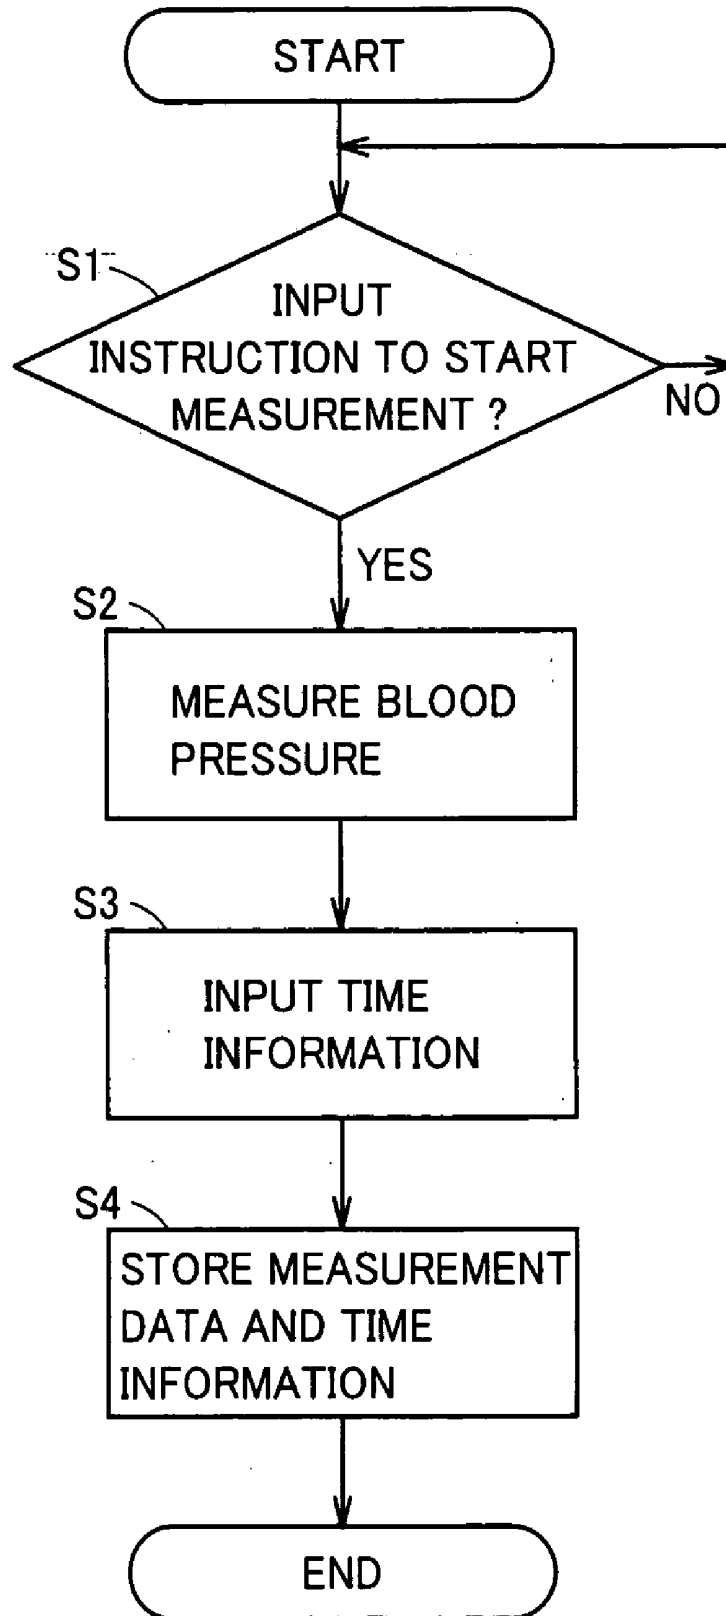 START
S1
INPUT
INSTRUCTION TO START
MEASUREMENT ?
NO
YES
S2
MEASURE BLOOD
PRESSURE
S3
INPUT TIME
INFORMATION
S4
STORE MEASUREMENT
DATA AND TIME
INFORMATION
END